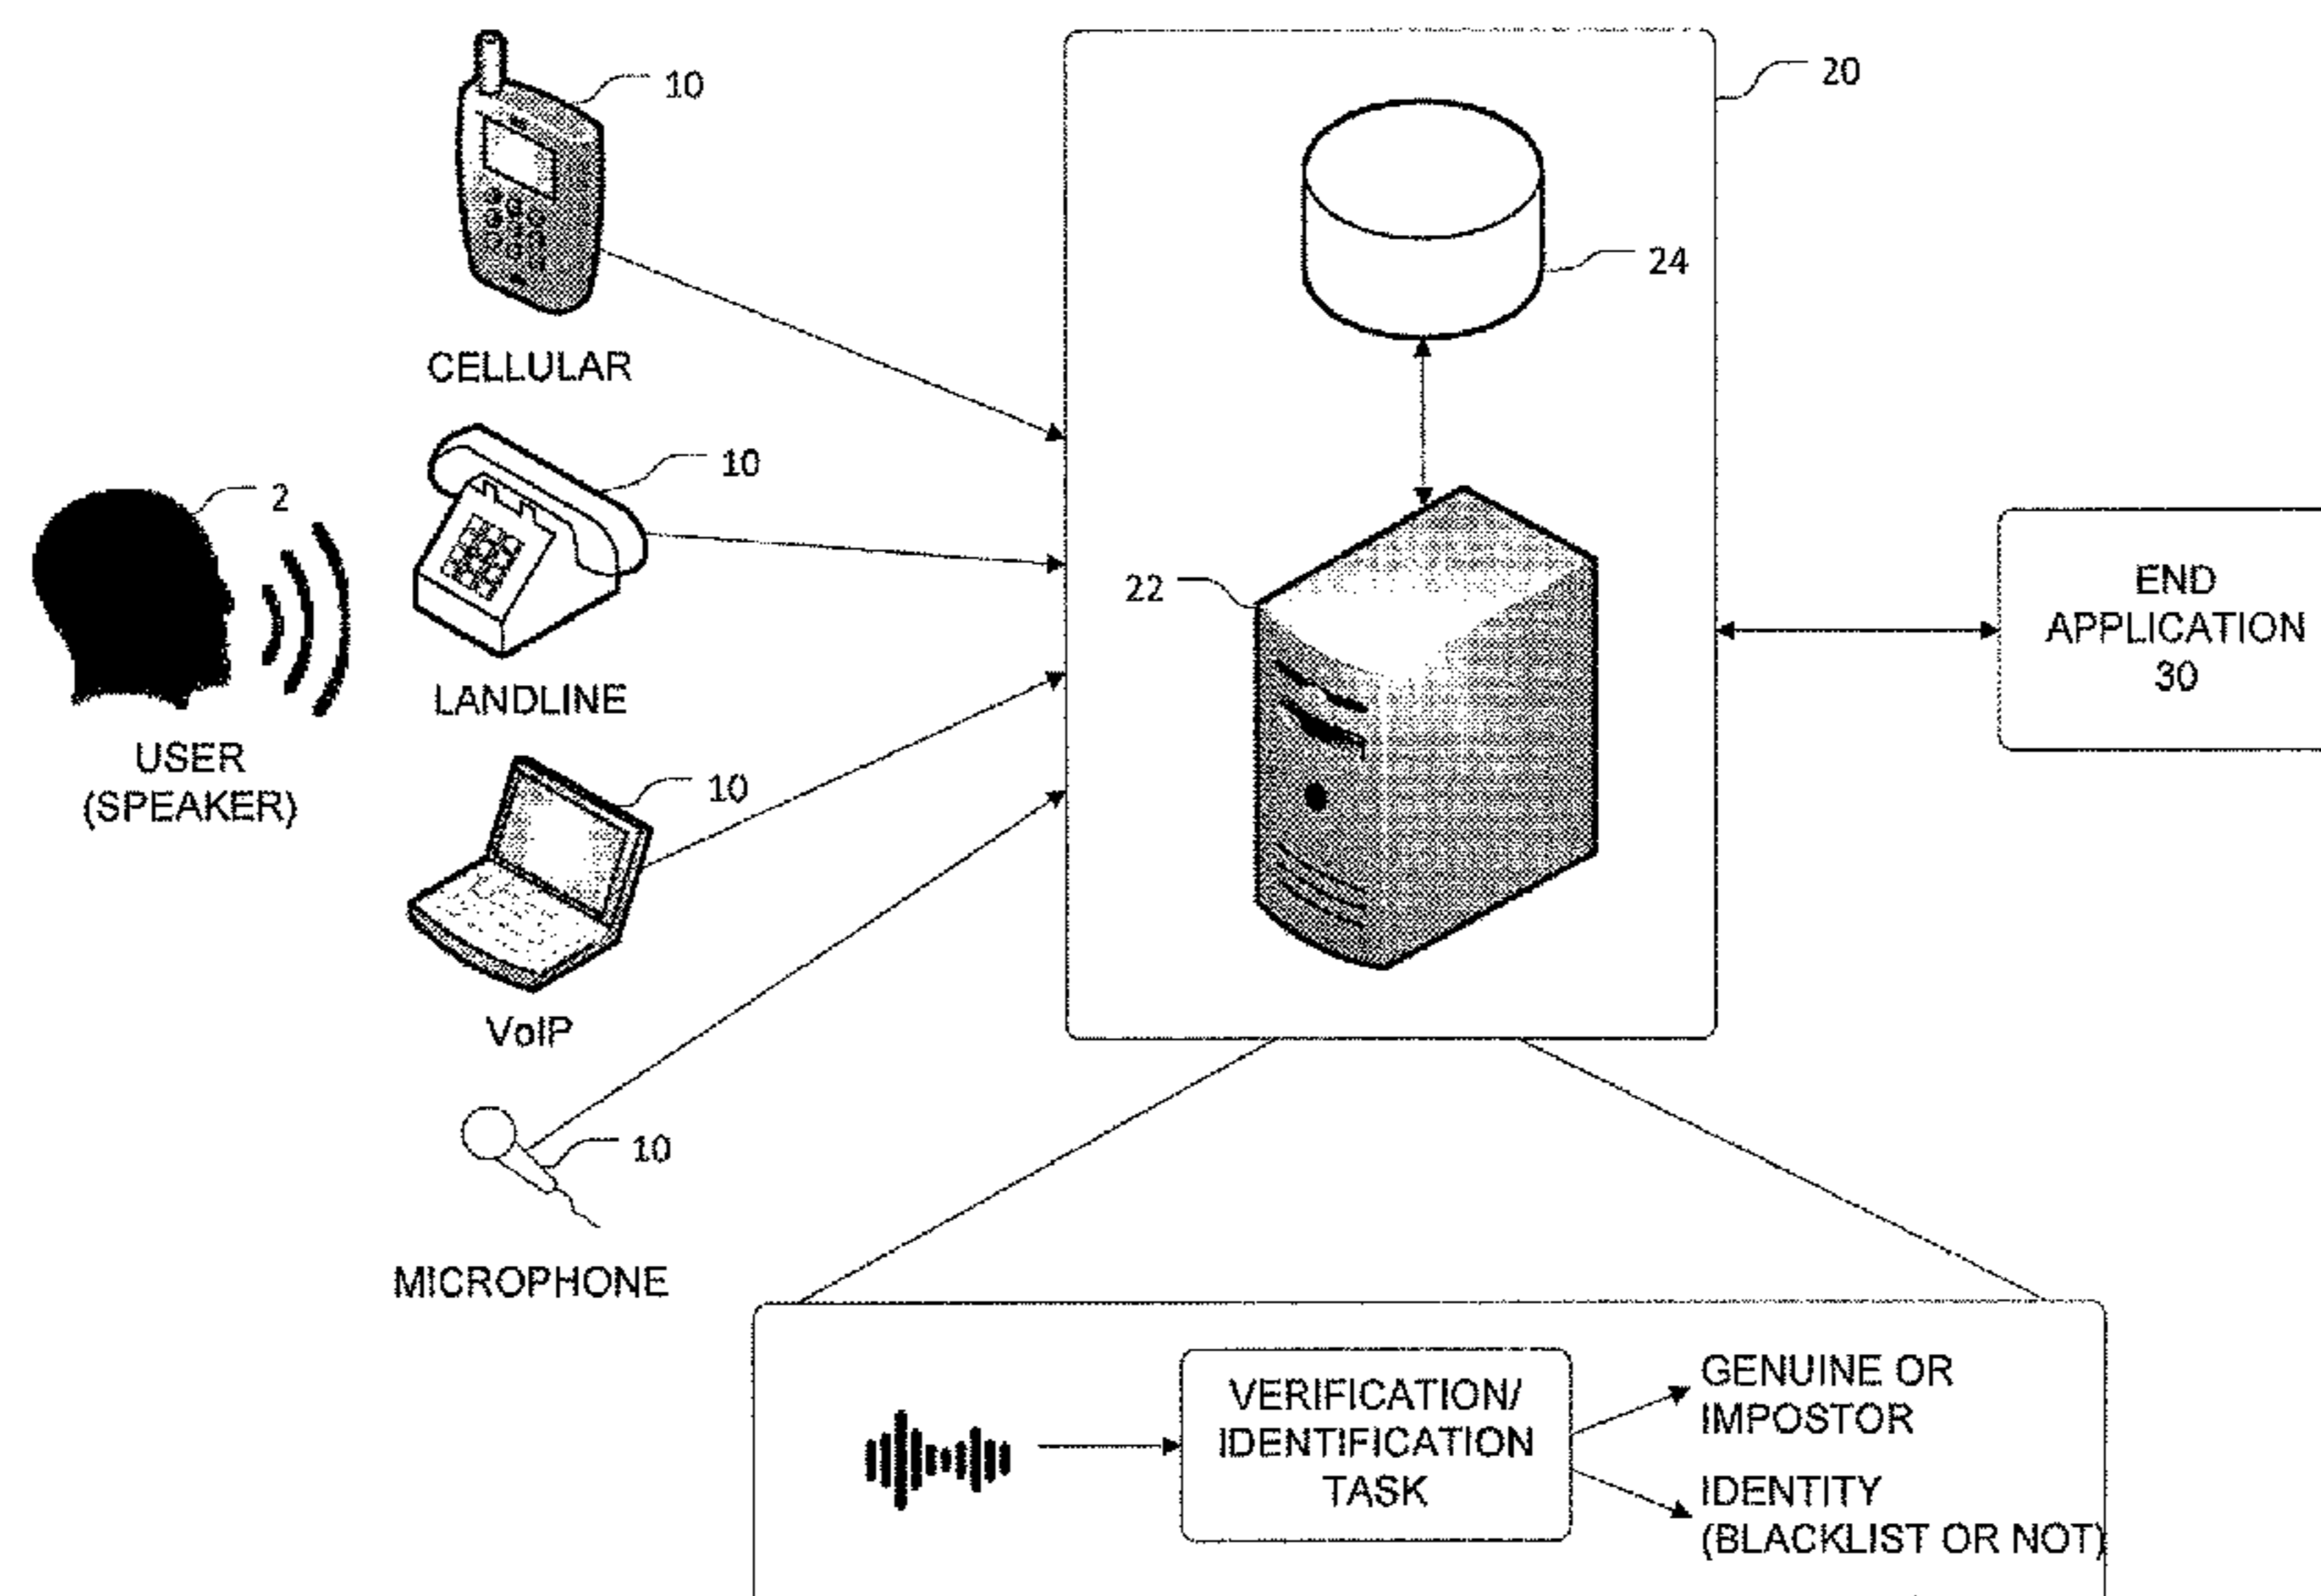 10
20
24
CELLULAR
10
2
22
END
APPLICATION
30
LANDLINE
USER
(SPEAKER)
10
VoIP
10
MICROPHONE
VERIFICATION/
IDENTIFICATION
TASK
GENUINE OR
IMPOSTOR
IDENTITY
(BLACKLIST OR NOT)